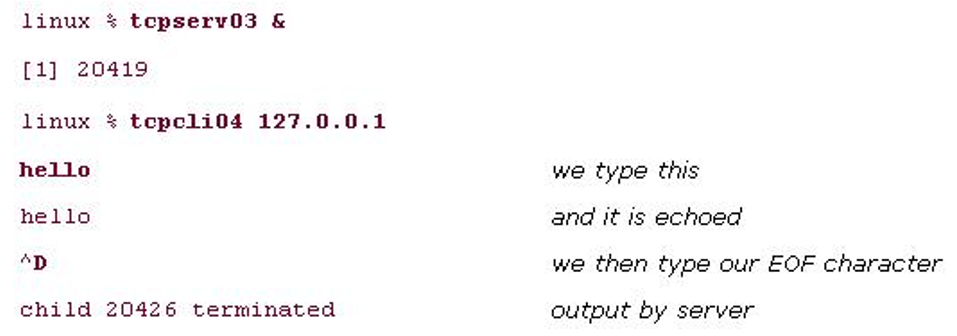 linux % tcpserv03 &
[1] 20419
linux % tcpcli04 127.0.0.1
hello we type this
hello and it is echoed
^D we then type our EOF character
child 20426 terminated output by server